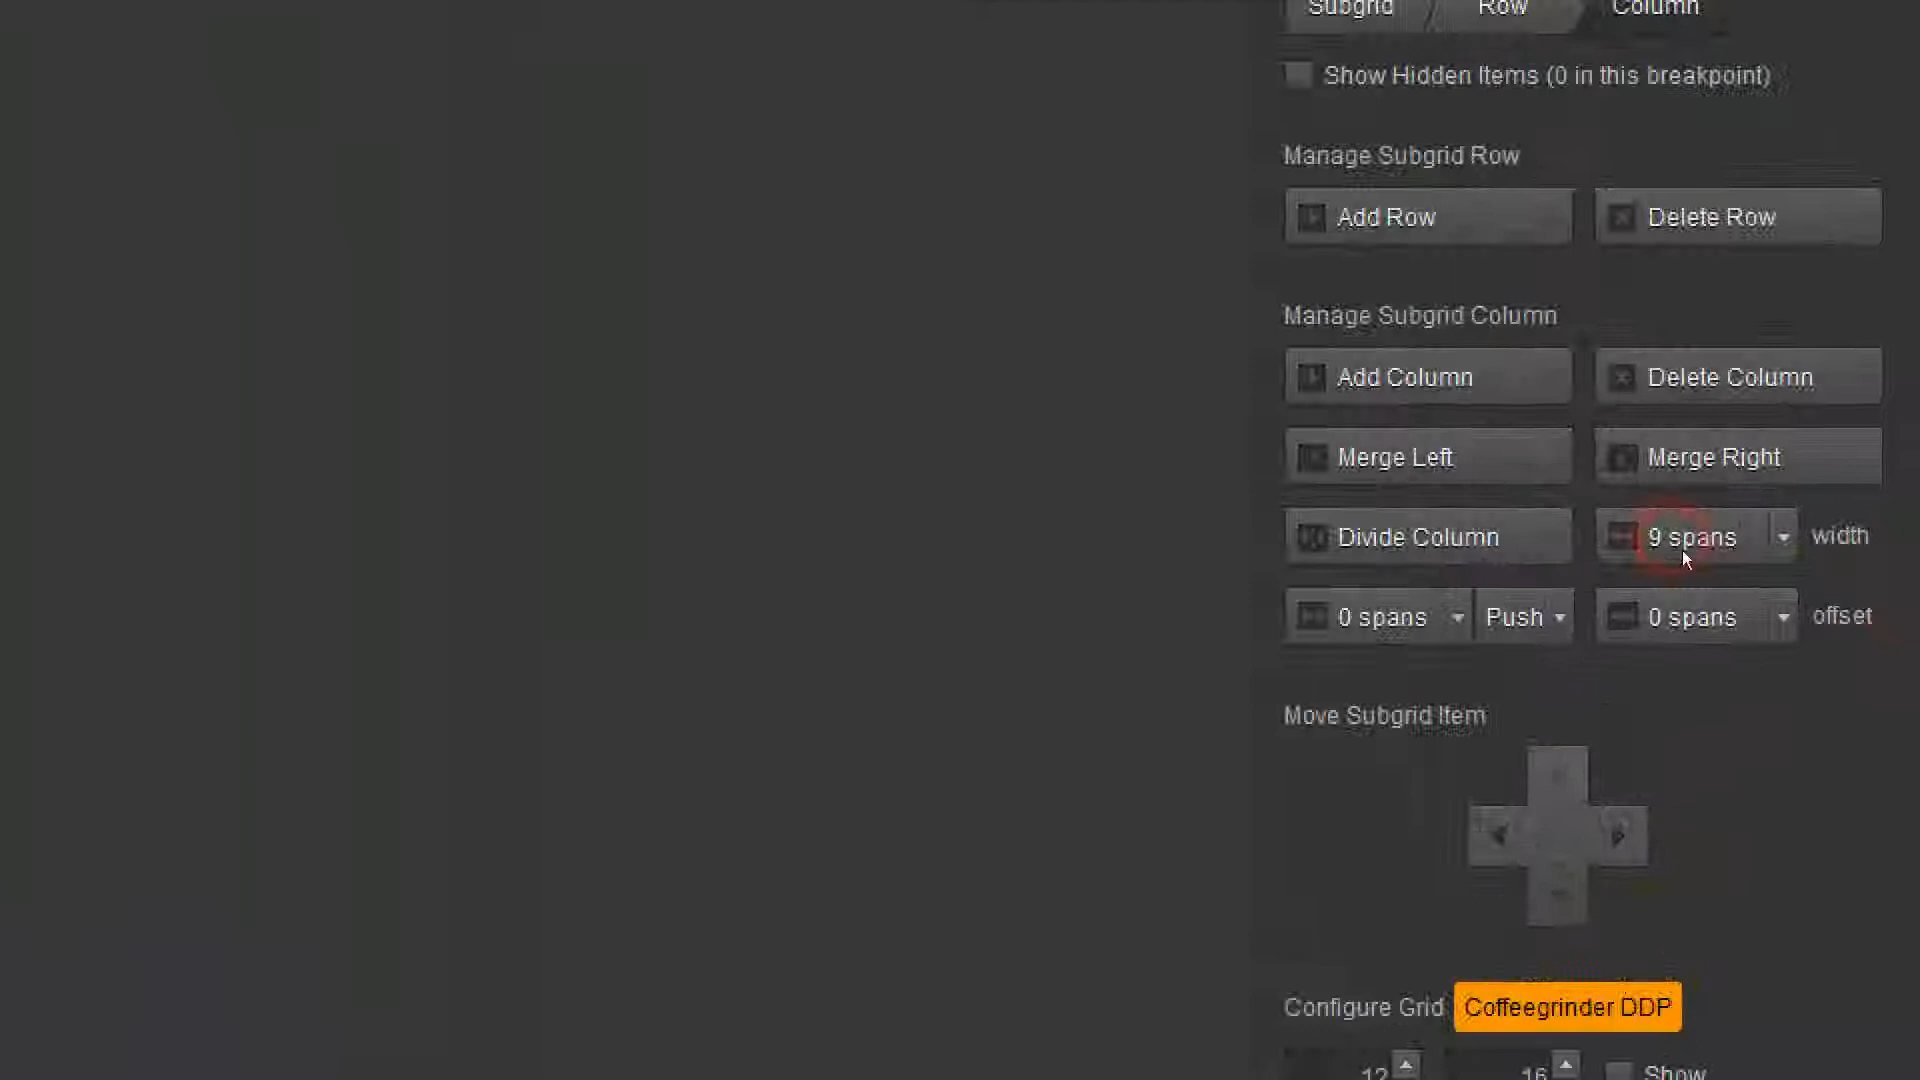 Subgrid Row Column
Show Hidden Items (0 in this breakpoint)
Manage Subgrid Row
Add Row Delete Row
Manage Subgrid Column
Add Column Delete Column
Merge Left Merge Right
Divide Column 9 spans width
0 spans Push 0 spans offset
Move Subgrid Item
Configure Grid Coffeegrinder DDP
12 16 Show